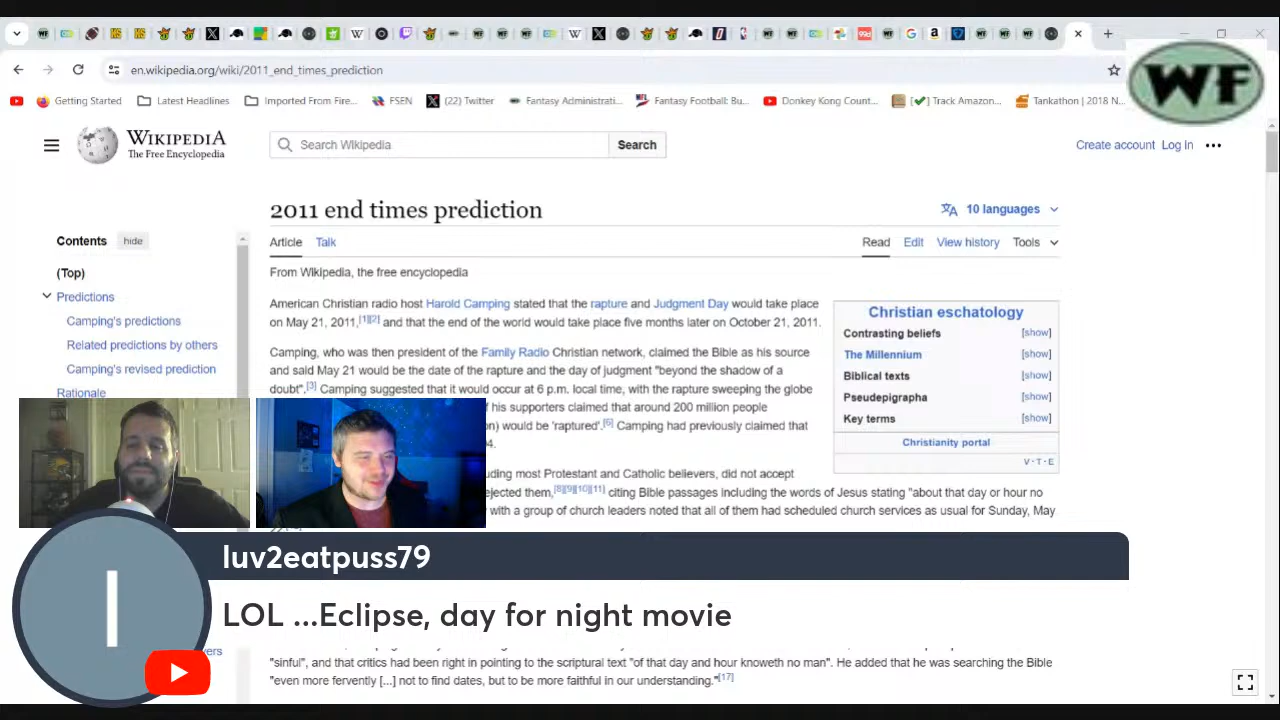 WF
en.wikipedia.org/wiki/2011_end_times_prediction
Getting Started
Latest Headlines
Imported From Fire...
FSEN
(22) Twitter
Fantasy Administrati...
Fantasy Football: Bu...
Donkey Kong Count...
Track Amazon...
Tankathon | 2018 N...
WIKIPEDIA
The Free Encyclopedia
Search Wikipedia
Search
Create account
Log in
2011 end times prediction
10 languages
Contents
hide
Article
Talk
Read
Edit
View history
Tools
(Top)
From Wikipedia, the free encyclopedia
Predictions
Camping's predictions
Related predictions by others
Camping's revised prediction
Rationale
American Christian radio host Harold Camping stated that the rapture and Judgment Day would take place
on May 21, 2011,[1][2] and that the end of the world would take place five months later on October 21, 2011.
Camping, who was then president of the Family Radio Christian network, claimed the Bible as his source
and said May 21 would be the date of the rapture and the day of judgment "beyond the shadow of a
doubt".[3] Camping suggested that it would occur at 6 p.m. local time, with the rapture sweeping the globe
f his supporters claimed that around 200 million people
on) would be 'raptured'.[6] Camping had previously claimed that
4.
Christian eschatology
Contrasting beliefs [show]
The Millennium [show]
Biblical texts [show]
Pseudepigrapha [show]
Key terms [show]
Christianity portal
V·T·E
uding most Protestant and Catholic believers, did not accept
ejected them,[8][9][10][11] citing Bible passages including the words of Jesus stating "about that day or hour no
with a group of church leaders noted that all of them had scheduled church services as usual for Sunday, May
luv2eatpuss79
I
LOL ...Eclipse, day for night movie
vers
"sinful", and that critics had been right in pointing to the scriptural text "of that day and hour knoweth no man". He added that he was searching the Bible
"even more fervently [...] not to find dates, but to be more faithful in our understanding."[17]